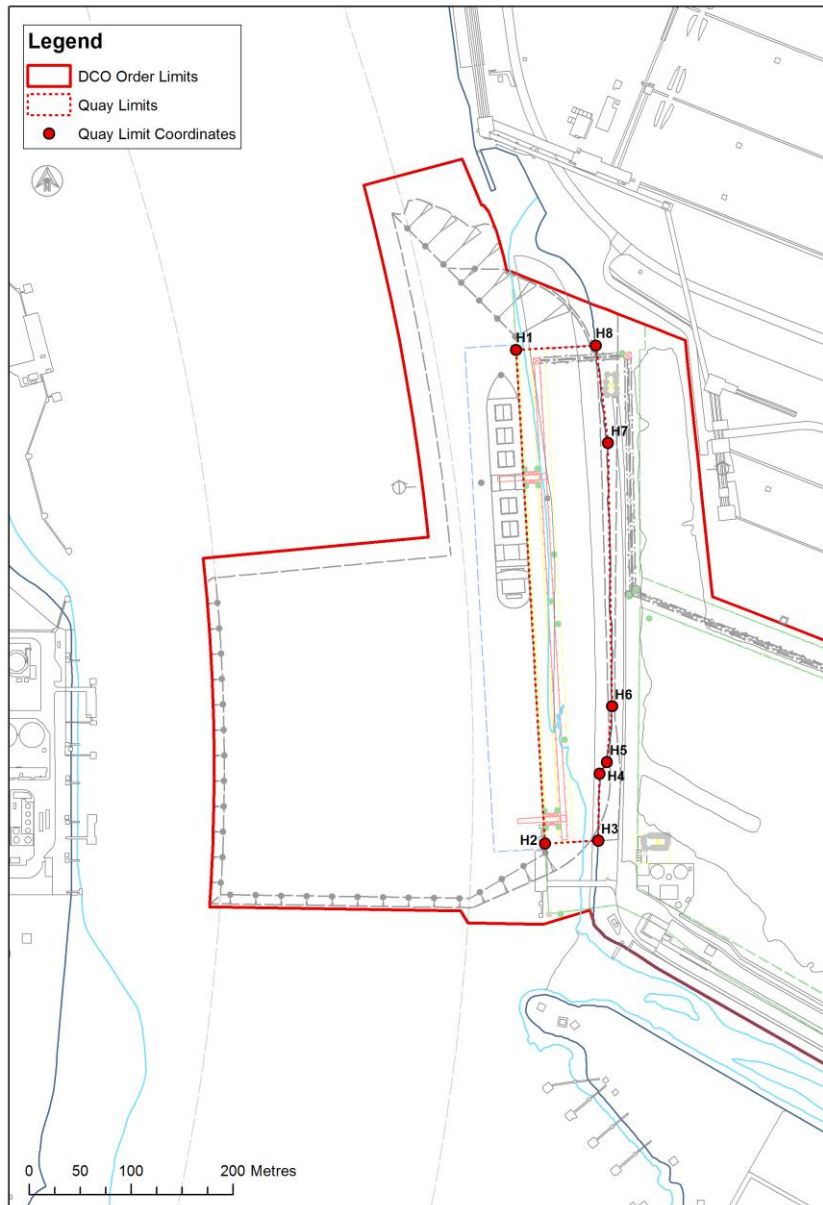 Legend
DCO Order Limits
Quay Limits
Quay Limit Coordinates
H1
H8
H7
H6
H5
H4
H2
H3
0 50 100 200 Metres